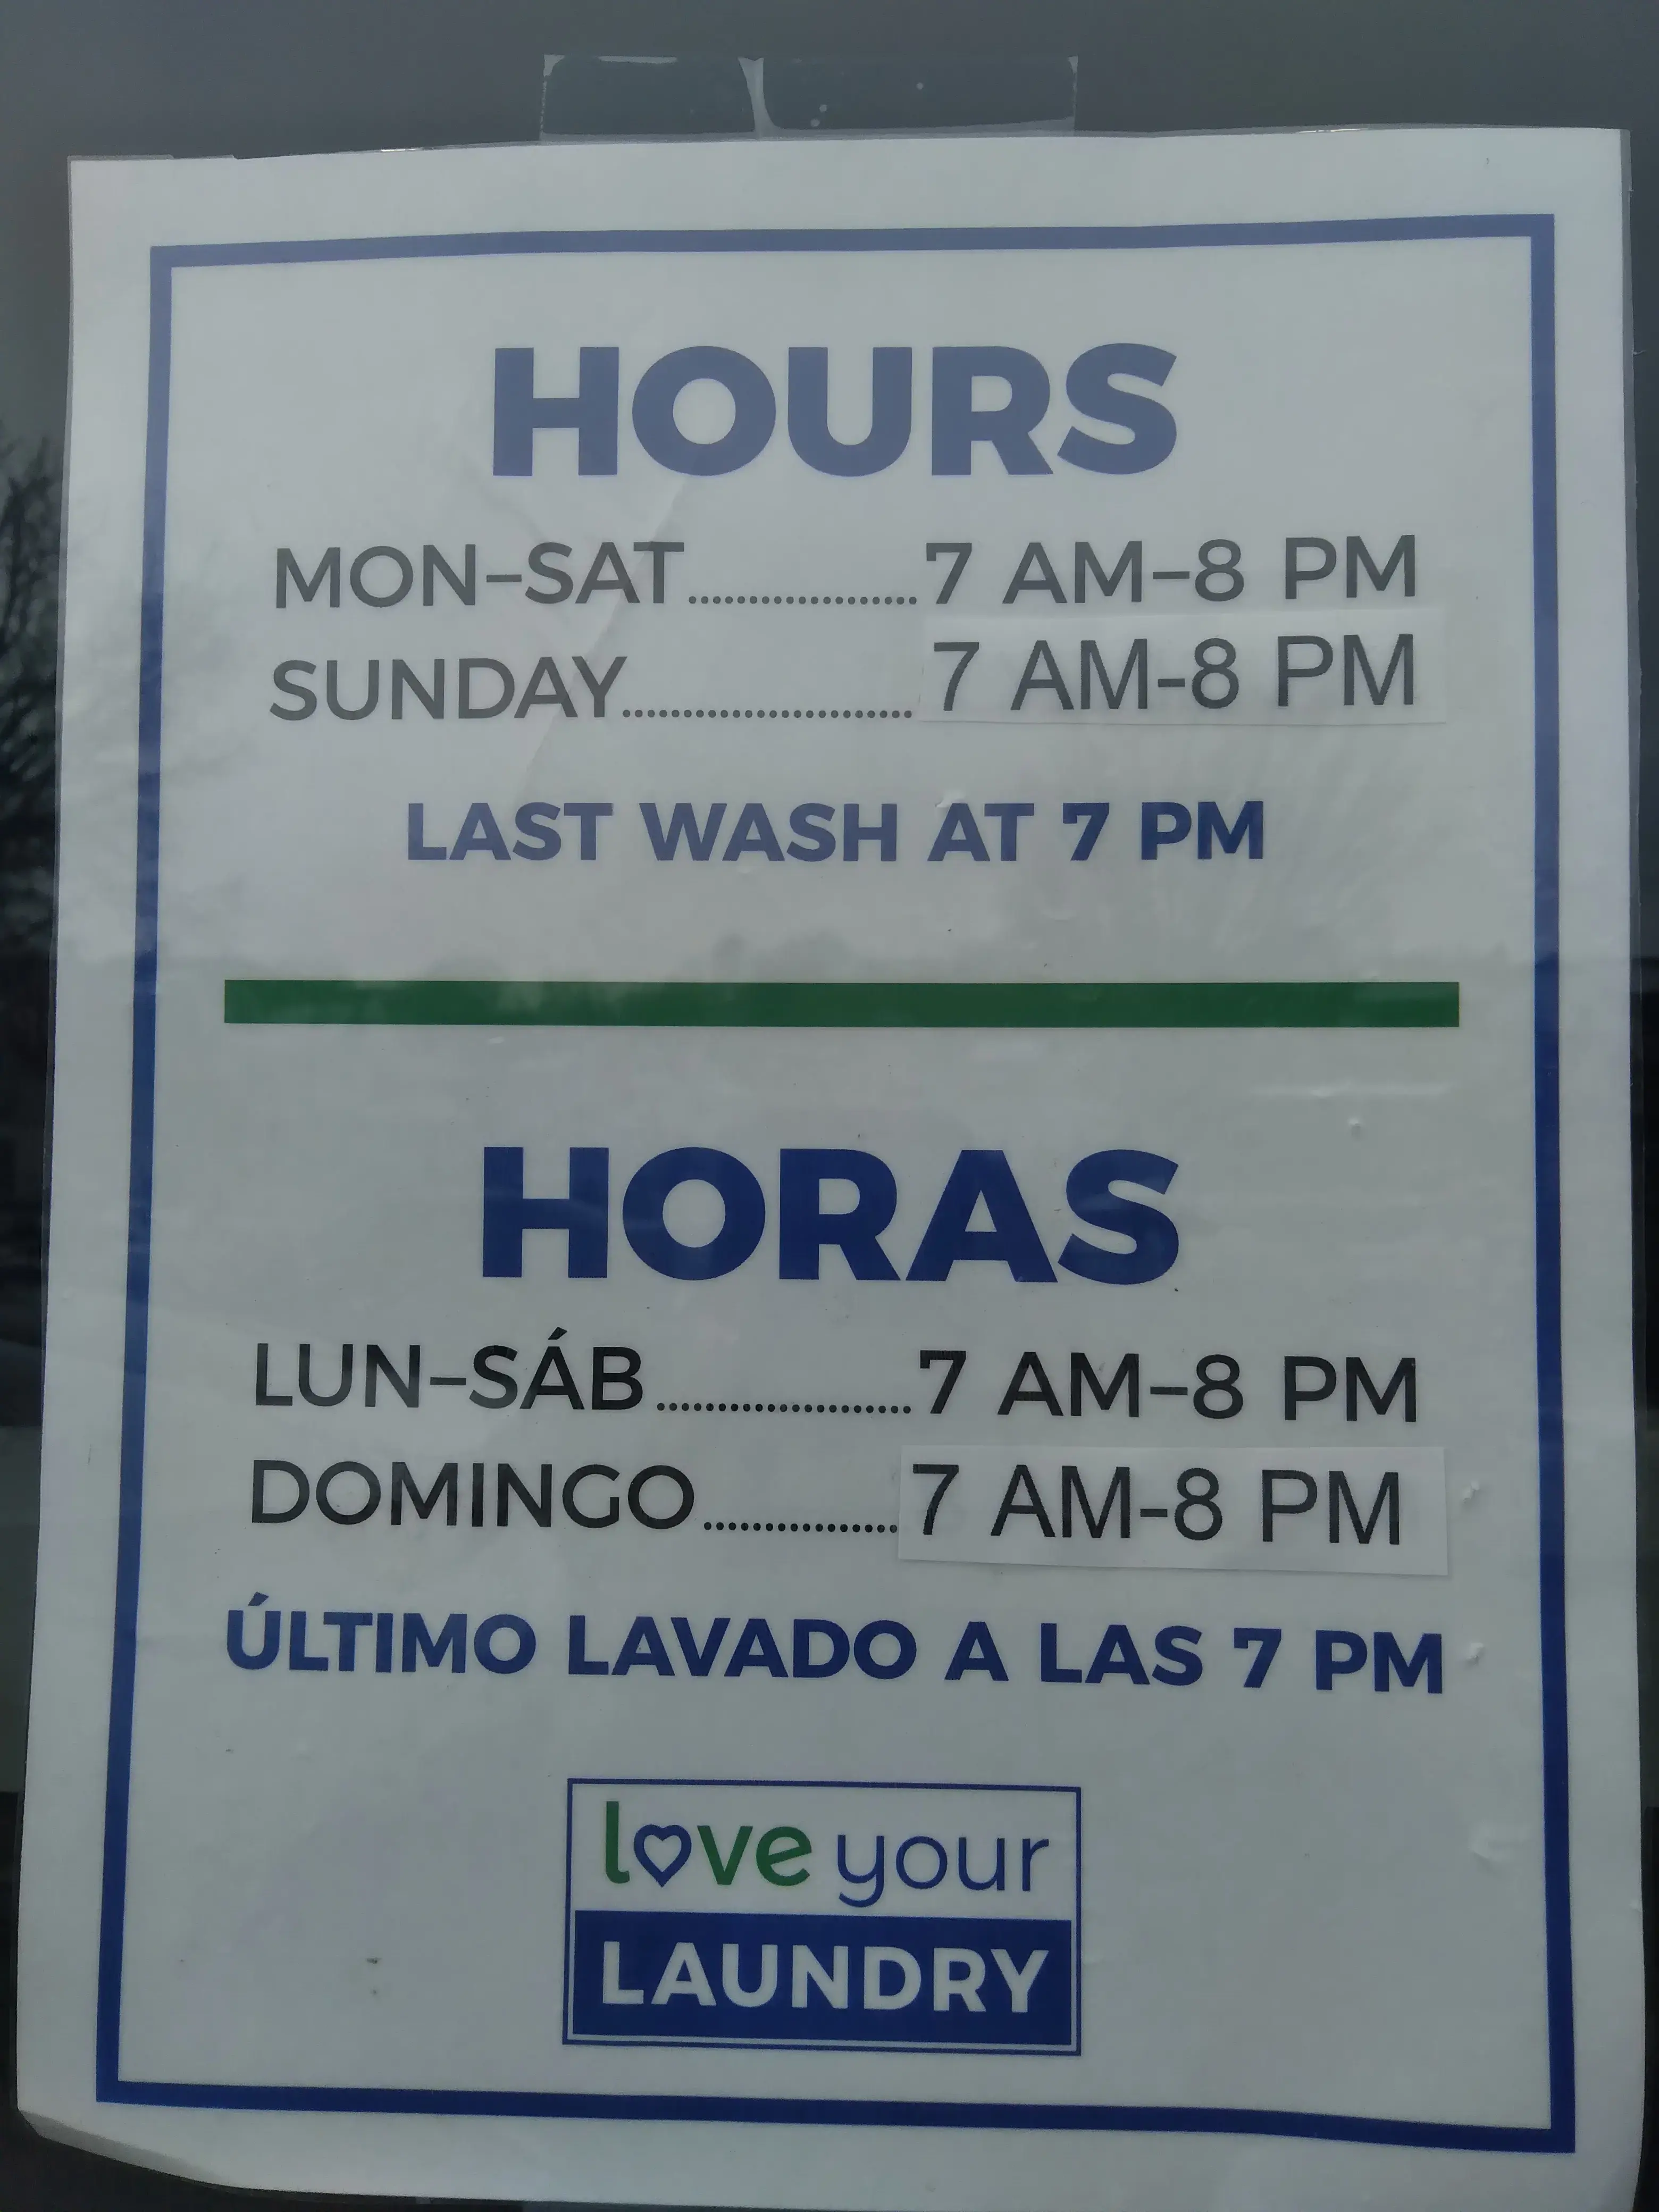 HOURS
MON–SAT....................7 AM–8 PM
SUNDAY.........................7 AM-8 PM
LAST WASH AT 7 PM
HORAS
LUN–SÁB......................7 AM–8 PM
DOMINGO.................7 AM-8 PM
ÚLTIMO LAVADO A LAS 7 PM
love your
LAUNDRY